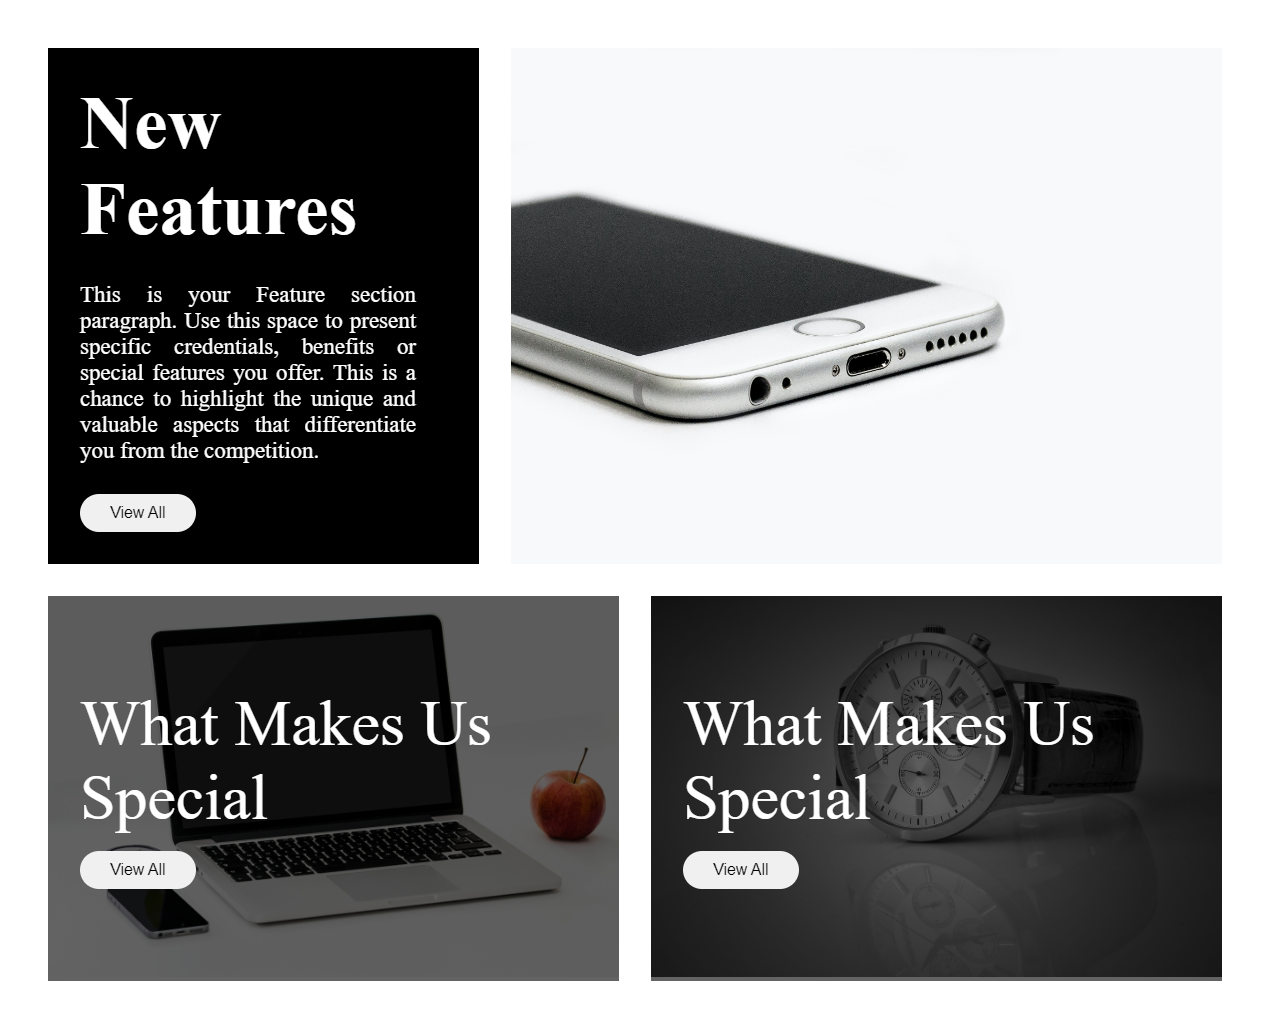 New
Features
This is your Feature section
paragraph. Use this space to present
specific credentials, benefits or
special features you offer. This is a
chance to highlight the unique and
valuable aspects that differentiate
you from the competition.
View All
What Makes Us
Special
View All
What Makes Us
Special
View All